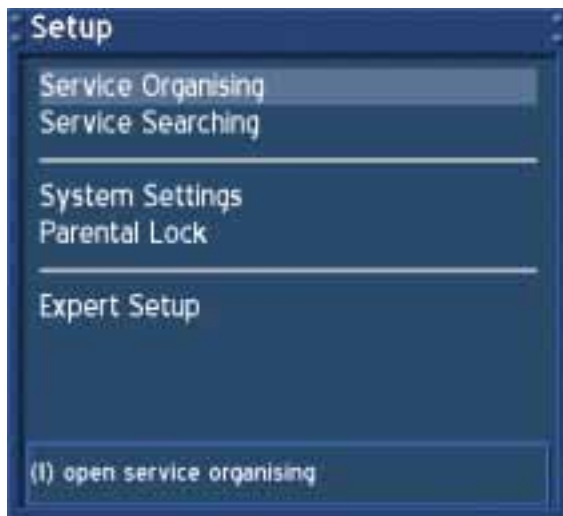 Setup
Service Organising
Service Searching
System Settings
Parental Lock
Expert Setup
(1) open service organising